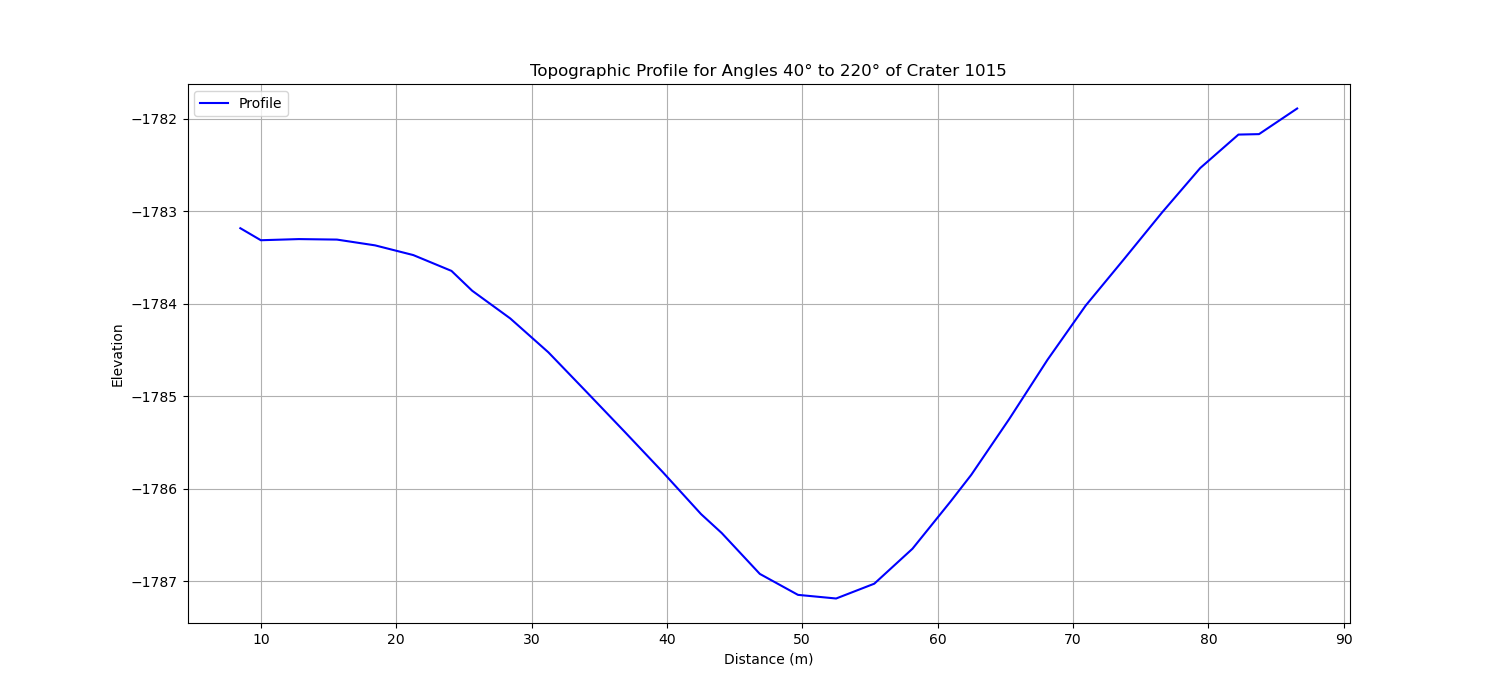 Topographic Profile for Angles 40° to 220° of Crater 1015
Profile
−1782
−1783
−1784
−1785
−1786
−1787
Elevation
10 20 30 40 50 60 70 80 90
Distance (m)